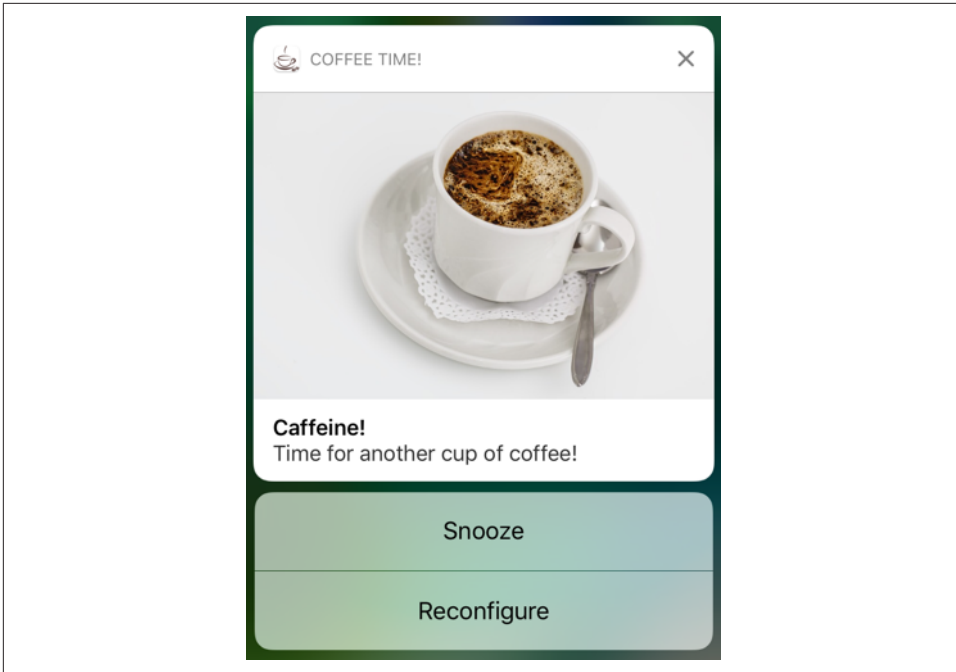 COFFEE TIME!
Caffeine!
Time for another cup of coffee!
Snooze
Reconfigure